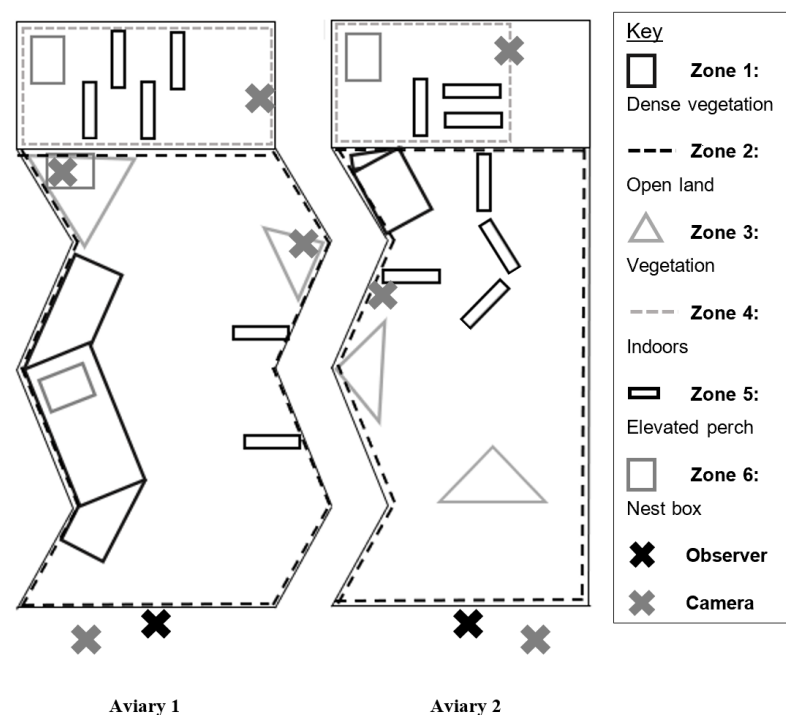 Key
Zone 1:
Dense vegetation
Zone 2:
Open land
Zone 3:
Vegetation
Zone 4:
Indoors
Zone 5:
Elevated perch
Zone 6:
Nest box
Observer
Camera
Aviary 1
Aviary 2